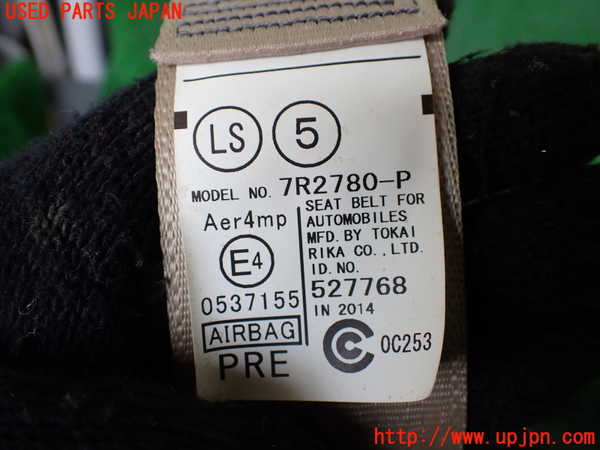 USED PARTS JAPAN
LS 5
MODEL NO. 7R2780-P
Aer4mp
SEAT BELT FOR
AUTOMOBILES
MFD. BY TOKAI
RIKA CO., LTD.
ID. NO.
E4
0537155
527768
IN 2014
AIRBAG
PRE
C 0C253
http://www.upjpn.com/